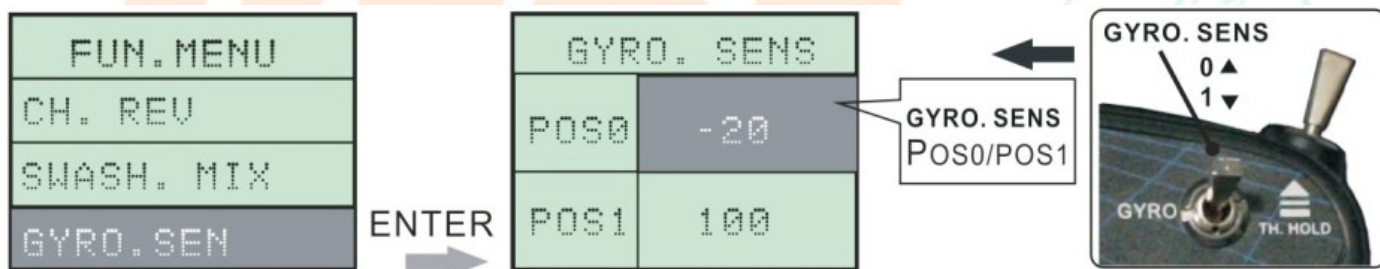 FUN.MENU
CH. REV
SWASH. MIX
GYRO.SEN
ENTER
GYRO. SENS
POS0 -20
POS1 100
GYRO. SENS
POS0/POS1
GYRO. SENS
0 ▲
1 ▼
GYRO
TH. HOLD